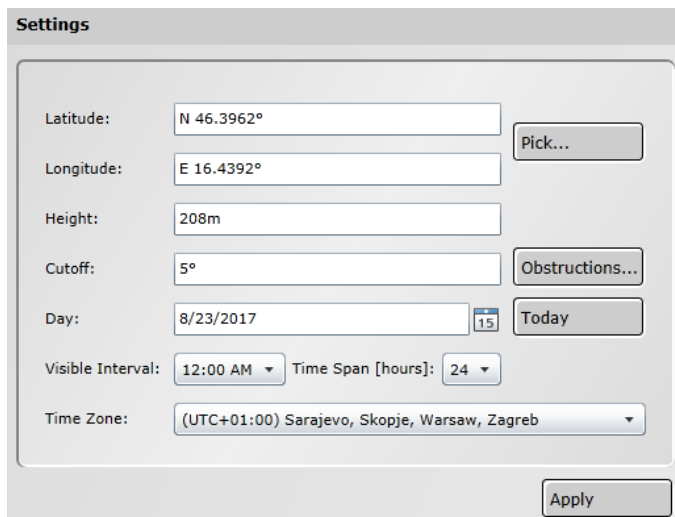 Settings
Latitude: N 46.3962°
Pick...
Longitude: E 16.4392°
Height: 208m
Cutoff: 5° Obstructions...
Day: 8/23/2017 15 Today
Visible Interval: 12:00 AM Time Span [hours]: 24
Time Zone: (UTC+01:00) Sarajevo, Skopje, Warsaw, Zagreb
Apply